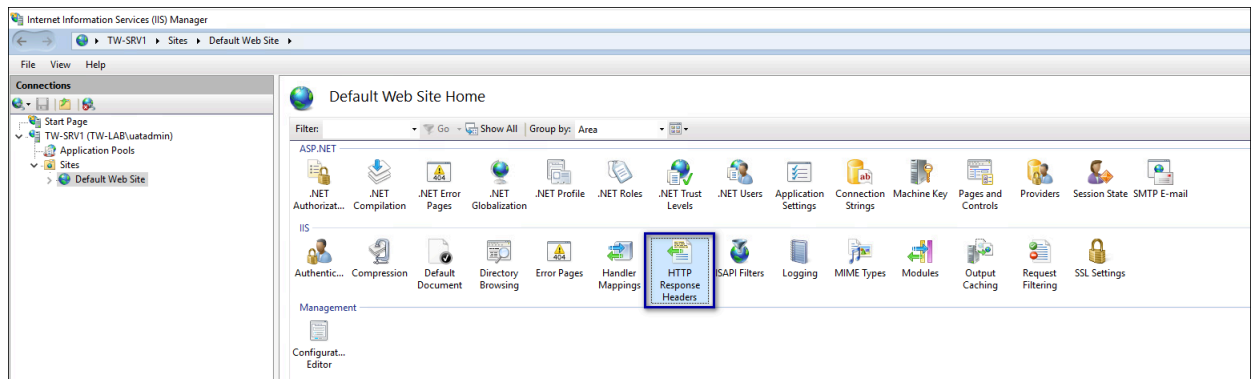 Internet Information Services (IIS) Manager
TW-SRV1 Sites Default Web Site
File View Help
Connections
Start Page
TW-SRV1 (TW-LAB\uatadmin)
Application Pools
Sites
Default Web Site
Default Web Site Home
Filter: Go Show All Group by: Area
ASP.NET
.NET Authorizat...
.NET Compilation
.NET Error Pages
.NET Globalization
.NET Profile
.NET Roles
.NET Trust Levels
.NET Users
Application Settings
Connection Strings
Machine Key
Pages and Controls
Providers
Session State
SMTP E-mail
IIS
Authentic...
Compression
Default Document
Directory Browsing
Error Pages
Handler Mappings
HTTP Response Headers
ISAPI Filters
Logging
MIME Types
Modules
Output Caching
Request Filtering
SSL Settings
Management
Configurat... Editor